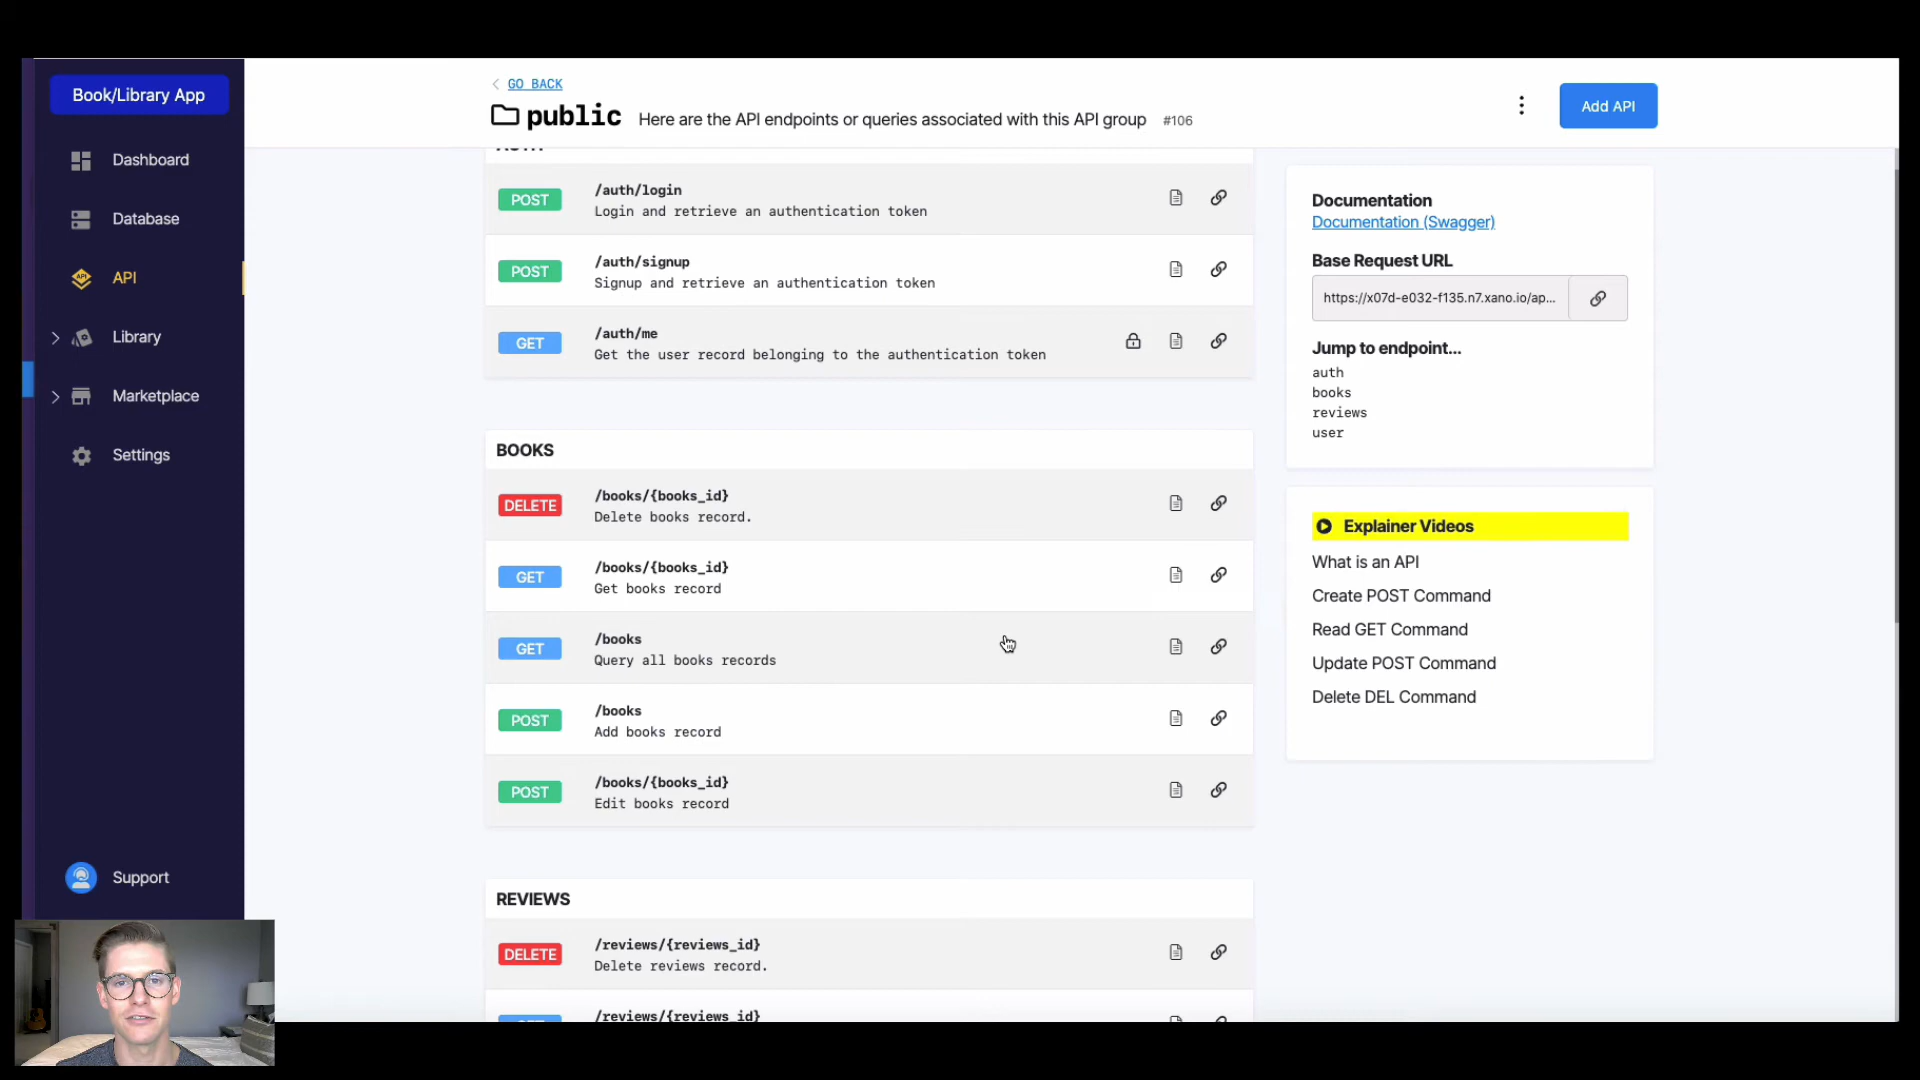 Book/Library App
Dashboard
Database
API
Library
Marketplace
Settings
Support
GO BACK
public Here are the API endpoints or queries associated with this API group #106
Add API
AUTH
POST /auth/login
Login and retrieve an authentication token
POST /auth/signup
Signup and retrieve an authentication token
GET /auth/me
Get the user record belonging to the authentication token
BOOKS
DELETE /books/{books_id}
Delete books record.
GET /books/{books_id}
Get books record
GET /books
Query all books records
POST /books
Add books record
POST /books/{books_id}
Edit books record
REVIEWS
DELETE /reviews/{reviews_id}
Delete reviews record.
GET /reviews/{reviews_id}
Documentation
Documentation (Swagger)
Base Request URL
https://x07d-e032-f135.n7.xano.io/ap...
Jump to endpoint...
auth
books
reviews
user
Explainer Videos
What is an API
Create POST Command
Read GET Command
Update POST Command
Delete DEL Command